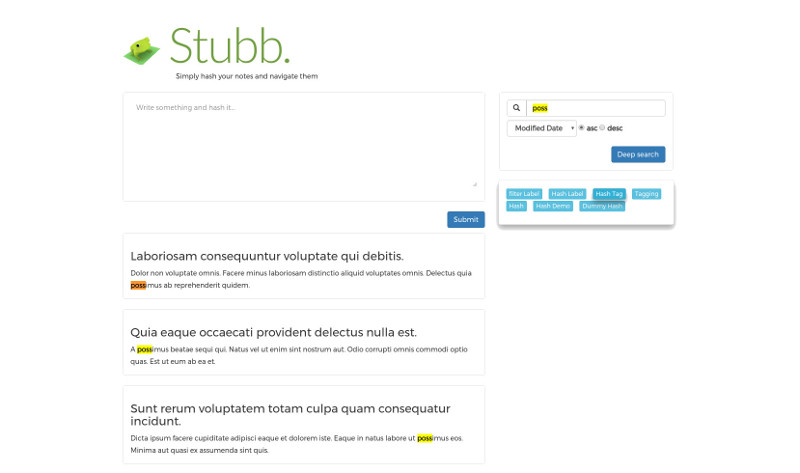 Stubb.
Simply hash your notes and navigate them
Write something and hash it...
Submit
Laboriosam consequuntur voluptate qui debitis.
Dolor non voluptate omnis. Facere minus laboriosam distinctio aliquid voluptates omnis. Delectus quia
possimus ab reprehenderit quidem.
Quia eaque occaecati provident delectus nulla est.
A possimus beatae sequi qui. Natus vel ut enim sint nostrum aut. Odio corrupti omnis commodi optio
quas. Est ut eum ab ea et.
Sunt rerum voluptatem totam culpa quam consequatur
incidunt.
Dicta ipsum facere cupiditate adipisci eaque et dolorem iste. Eaque in natus labore ut possimus eos.
Minima aut quasi ex assumenda sint quis.
poss
Modified Date asc desc
Deep search
filter Label Hash Label Hash Tag Tagging
Hash Hash Demo Dummy Hash